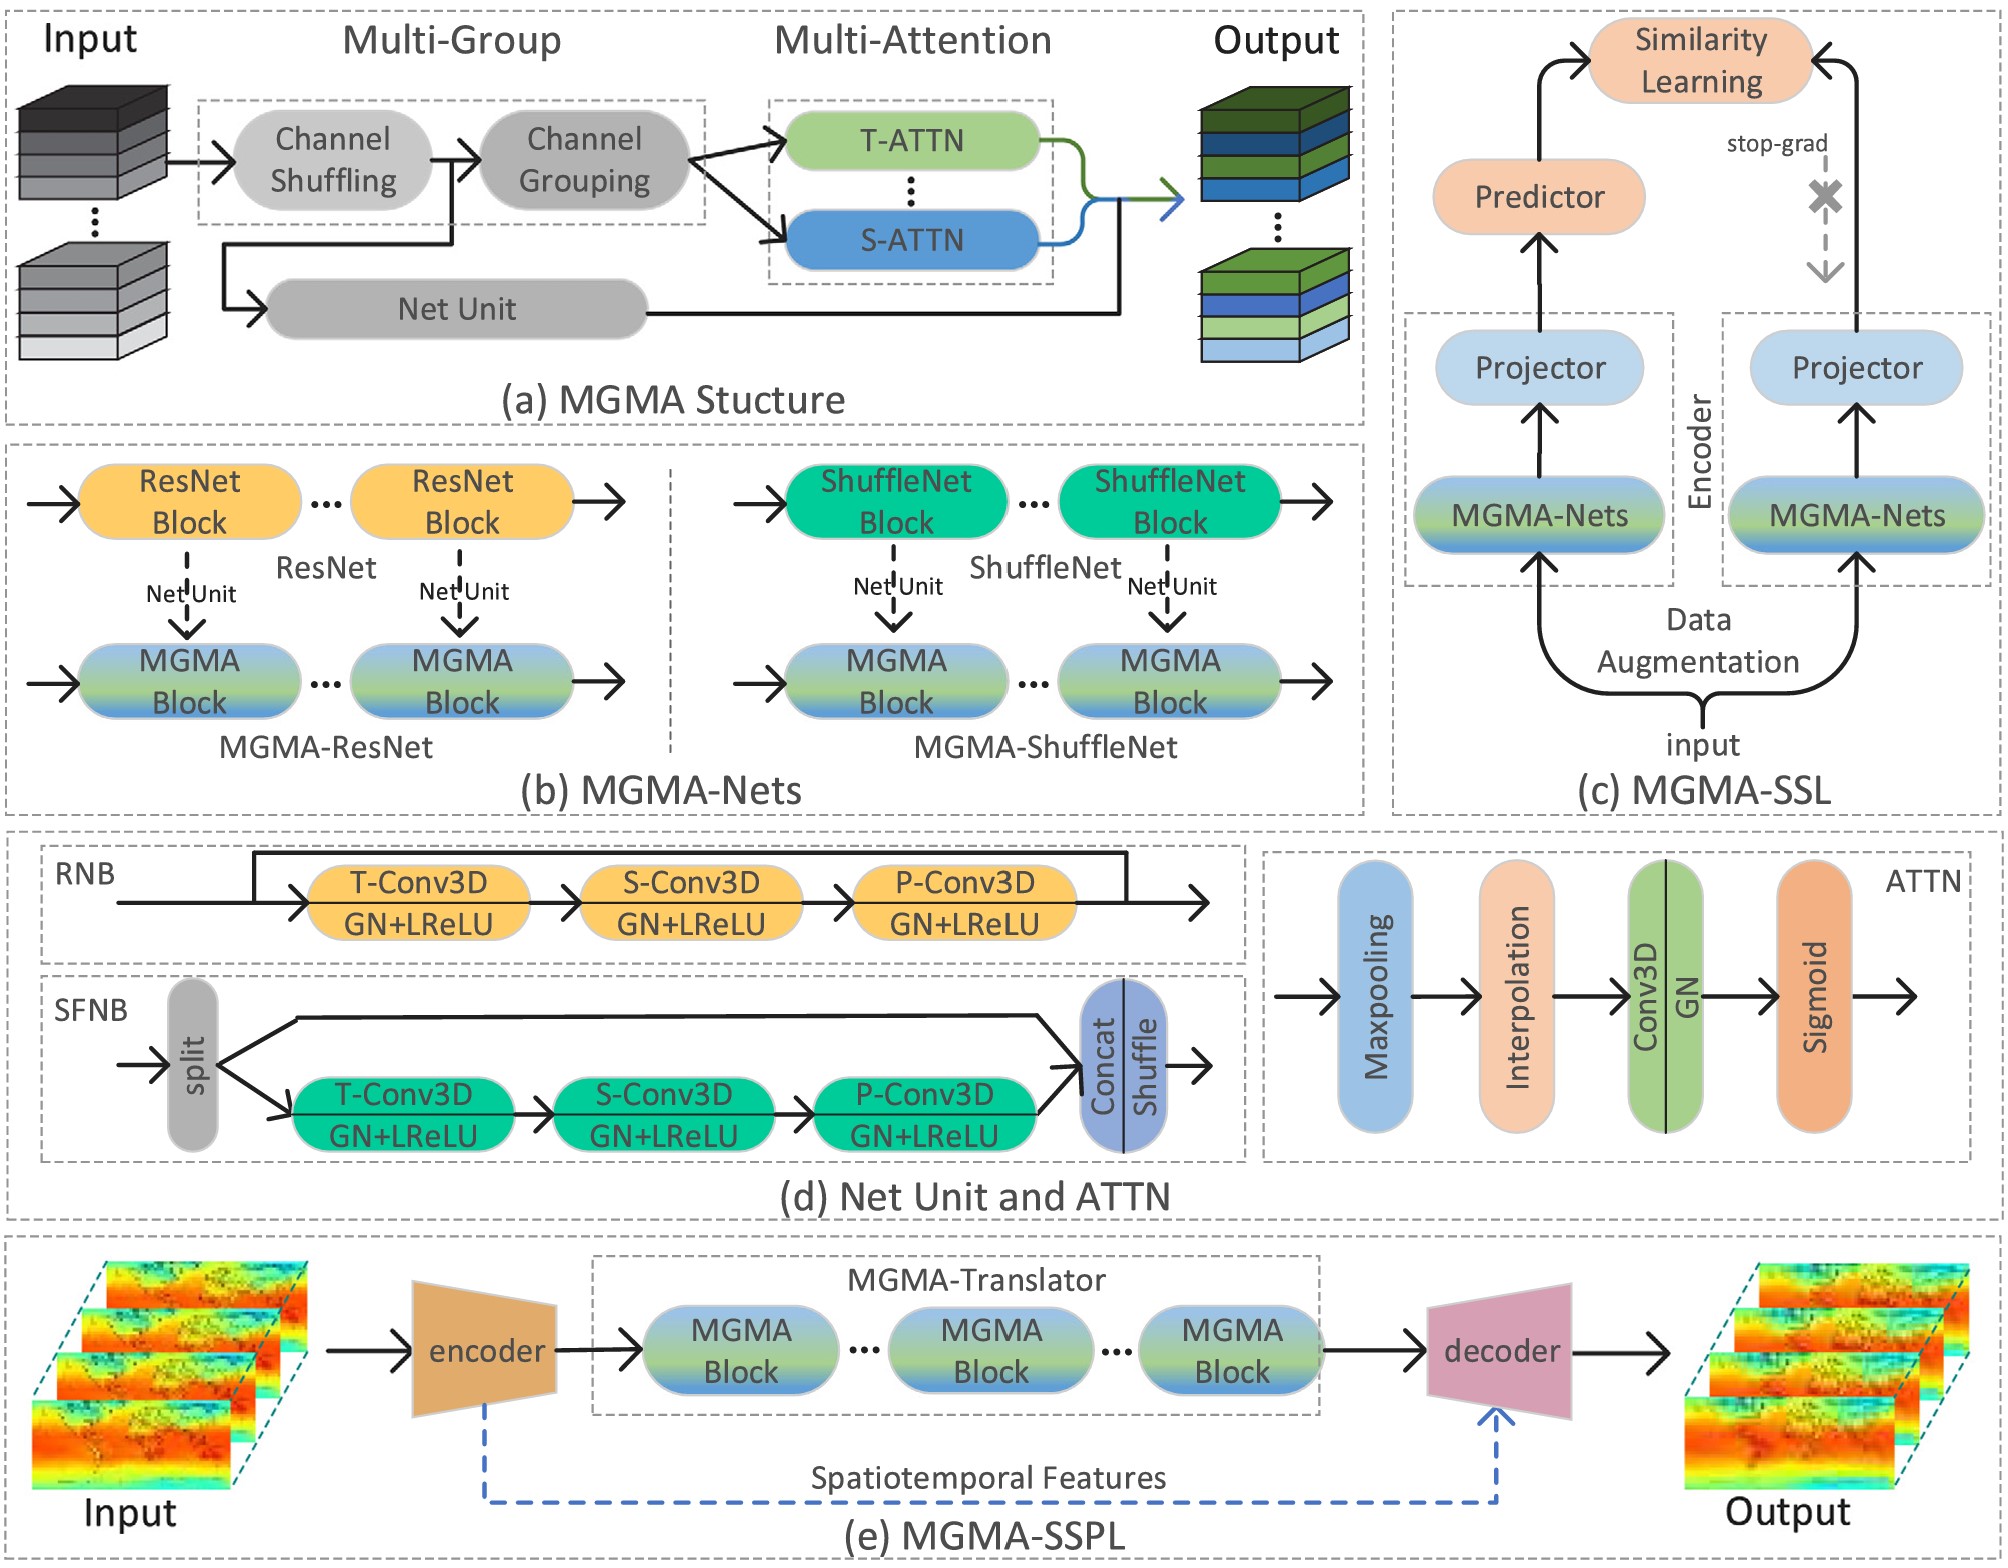 Input
Multi-Group
Multi-Attention
Output
Channel
Shuffling
Channel
Grouping
T-ATTN
S-ATTN
Net Unit
(a) MGMA Stucture
ResNet
Block
...
ResNet
Block
ResNet
Net Unit
Net Unit
MGMA
Block
...
MGMA
Block
MGMA-ResNet
ShuffleNet
Block
...
ShuffleNet
Block
ShuffleNet
Net Unit
Net Unit
MGMA
Block
...
MGMA
Block
MGMA-ShuffleNet
(b) MGMA-Nets
Similarity
Learning
stop-grad
Predictor
Projector
Projector
Encoder
MGMA-Nets
MGMA-Nets
Data
Augmentation
input
(c) MGMA-SSL
RNB
T-Conv3D
GN+LReLU
S-Conv3D
GN+LReLU
P-Conv3D
GN+LReLU
SFNB
split
T-Conv3D
GN+LReLU
S-Conv3D
GN+LReLU
P-Conv3D
GN+LReLU
Concat
Shuffle
ATTN
Maxpooling
Interpolation
Conv3D
GN
Sigmoid
(d) Net Unit and ATTN
Input
encoder
MGMA-Translator
MGMA
Block
...
MGMA
Block
...
MGMA
Block
decoder
Spatiotemporal Features
Output
(e) MGMA-SSPL